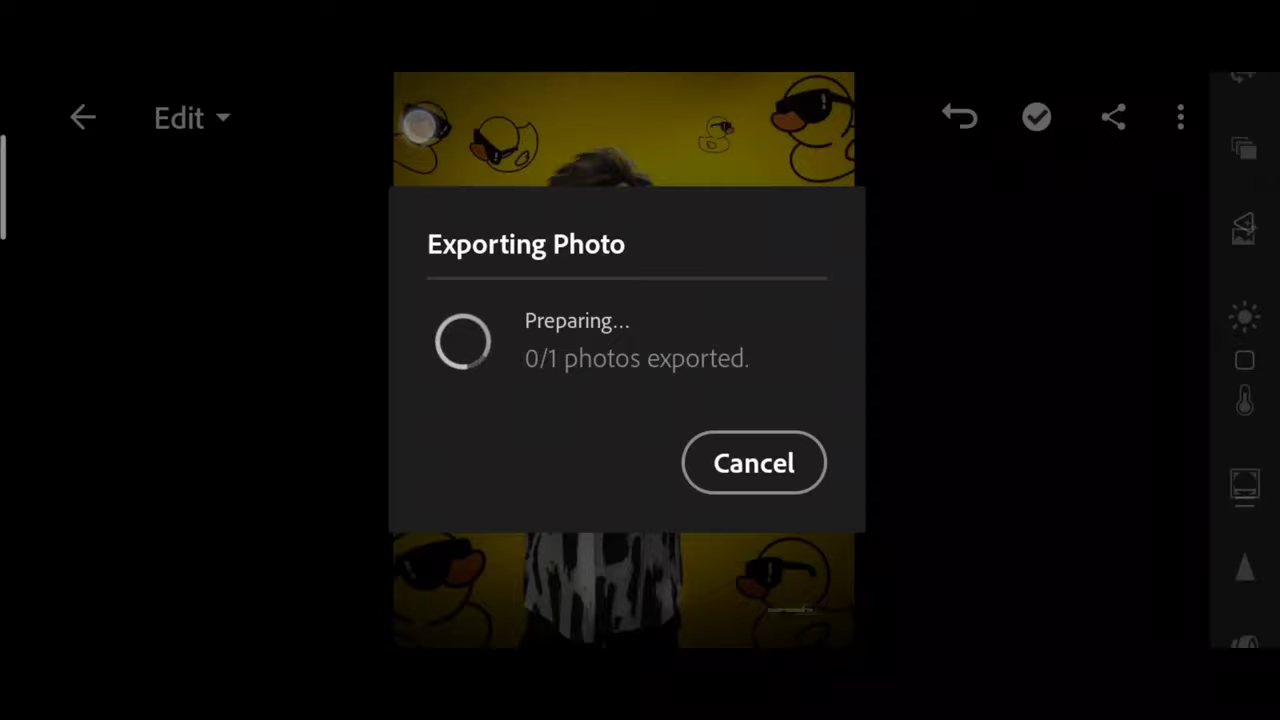 Edit
Exporting Photo
Preparing...
0/1 photos exported.
Cancel